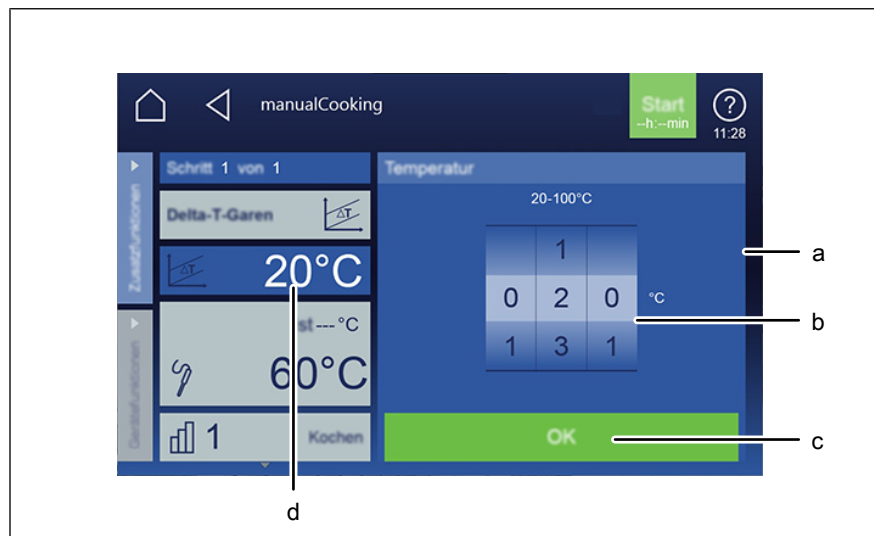 manualCooking
Start
--h:--min
11:28
Zusatzfunktionen
Gerätefunktionen
Schritt 1 von 1
Delta-T-Garen
ΔT
ΔT
20°C
---°C
60°C
1 Kochen
Temperatur
20-100°C
1
0 2 0 °C
1 3 1
OK
a
b
c
d